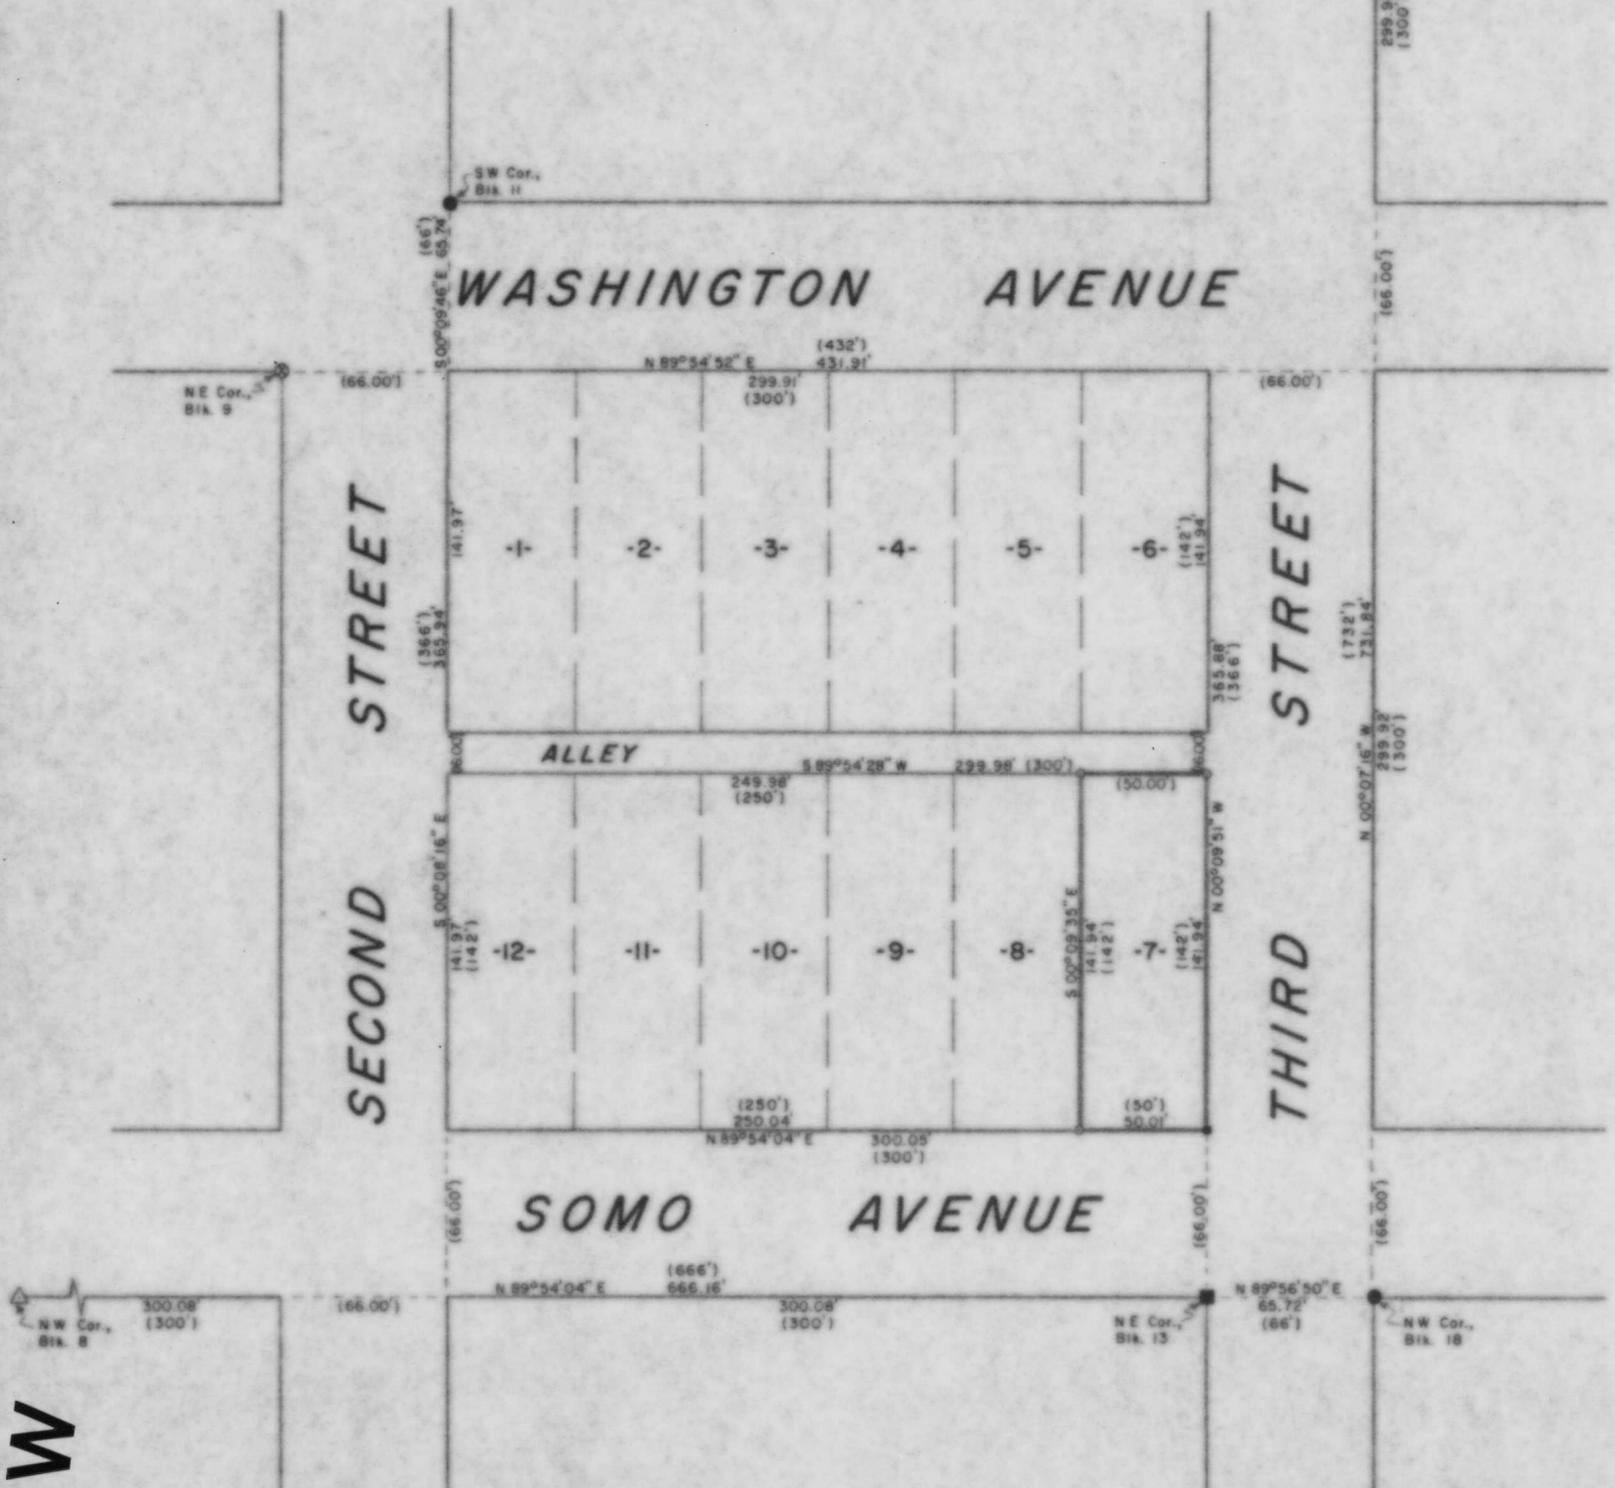 299.9
(300'
SW Cor.,
Blk. 11
(66')
S 00°09'46" E 65.74'
WASHINGTON AVENUE
(66.00')
(432')
N 89°54'52" E 431.91'
299.91'
(300')
(66.00')
(66.00')
NE Cor.,
Blk. 9
SECOND STREET
THIRD STREET
141.97'
-1-
-2-
-3-
-4-
-5-
-6-
(142')
141.94'
(366')
365.94'
365.88'
(366')
(732')
731.84'
N 00°07'16" W
299.92'
(300')
ALLEY
S 89°54'28" W 299.98' (300')
249.98'
(250')
(50.00')
S 00°08'16" E
141.97'
(142')
-12-
-11-
-10-
-9-
-8-
S 00°09'35" E
141.94'
(142')
-7-
(142')
141.94'
N 00°09'51" W
(250')
250.04'
(50')
50.01'
N 89°54'04" E 300.05'
(300')
(66.00')
SOMO AVENUE
(66.00')
(66.00')
(666')
N 89°54'04" E 666.16'
N 89°56'50" E
300.08'
(300')
(66.00')
300.08'
(300')
65.72'
(66')
NW Cor.,
Blk. 8
NE Cor.,
Blk. 13
NW Cor.,
Blk. 18
W